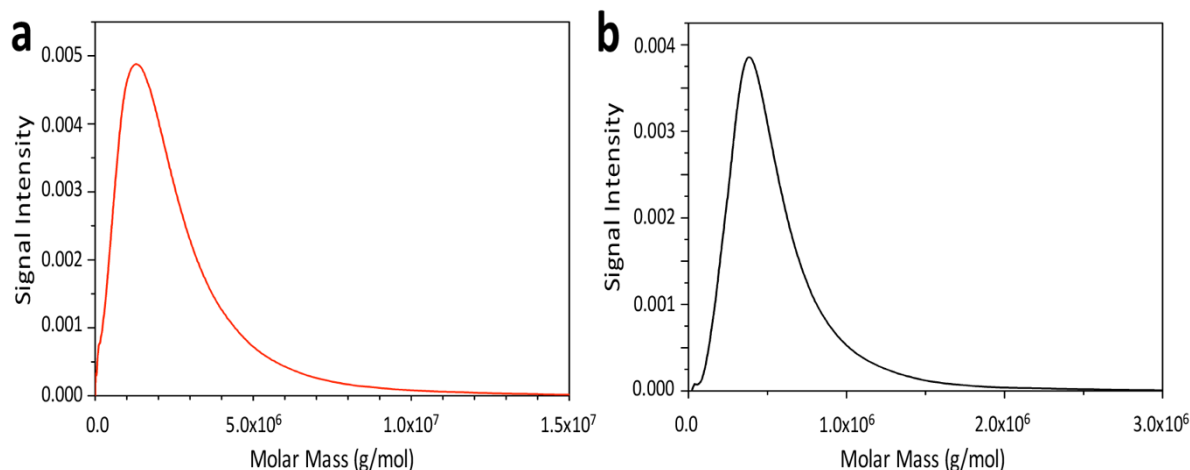 a
Signal Intensity
0.005
0.004
0.003
0.002
0.001
0.000
0.0
5.0x10⁶
1.0x10⁷
1.5x10⁷
Molar Mass (g/mol)
b
Signal Intensity
0.004
0.003
0.002
0.001
0.000
0.0
1.0x10⁶
2.0x10⁶
3.0x10⁶
Molar Mass (g/mol)